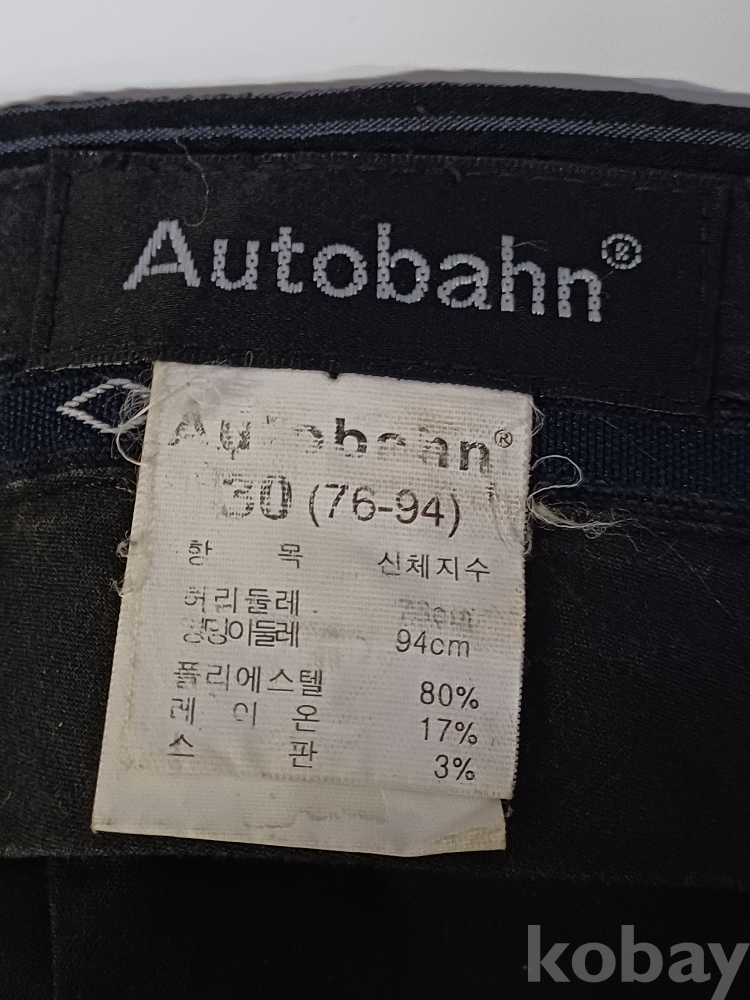 Autobahn®
Autobahn®
30 (76-94)
항 목 신체지수
허리둘레
엉덩이둘레 94cm
폴리에스텔 80%
레 이 온 17%
스 판 3%
kobay